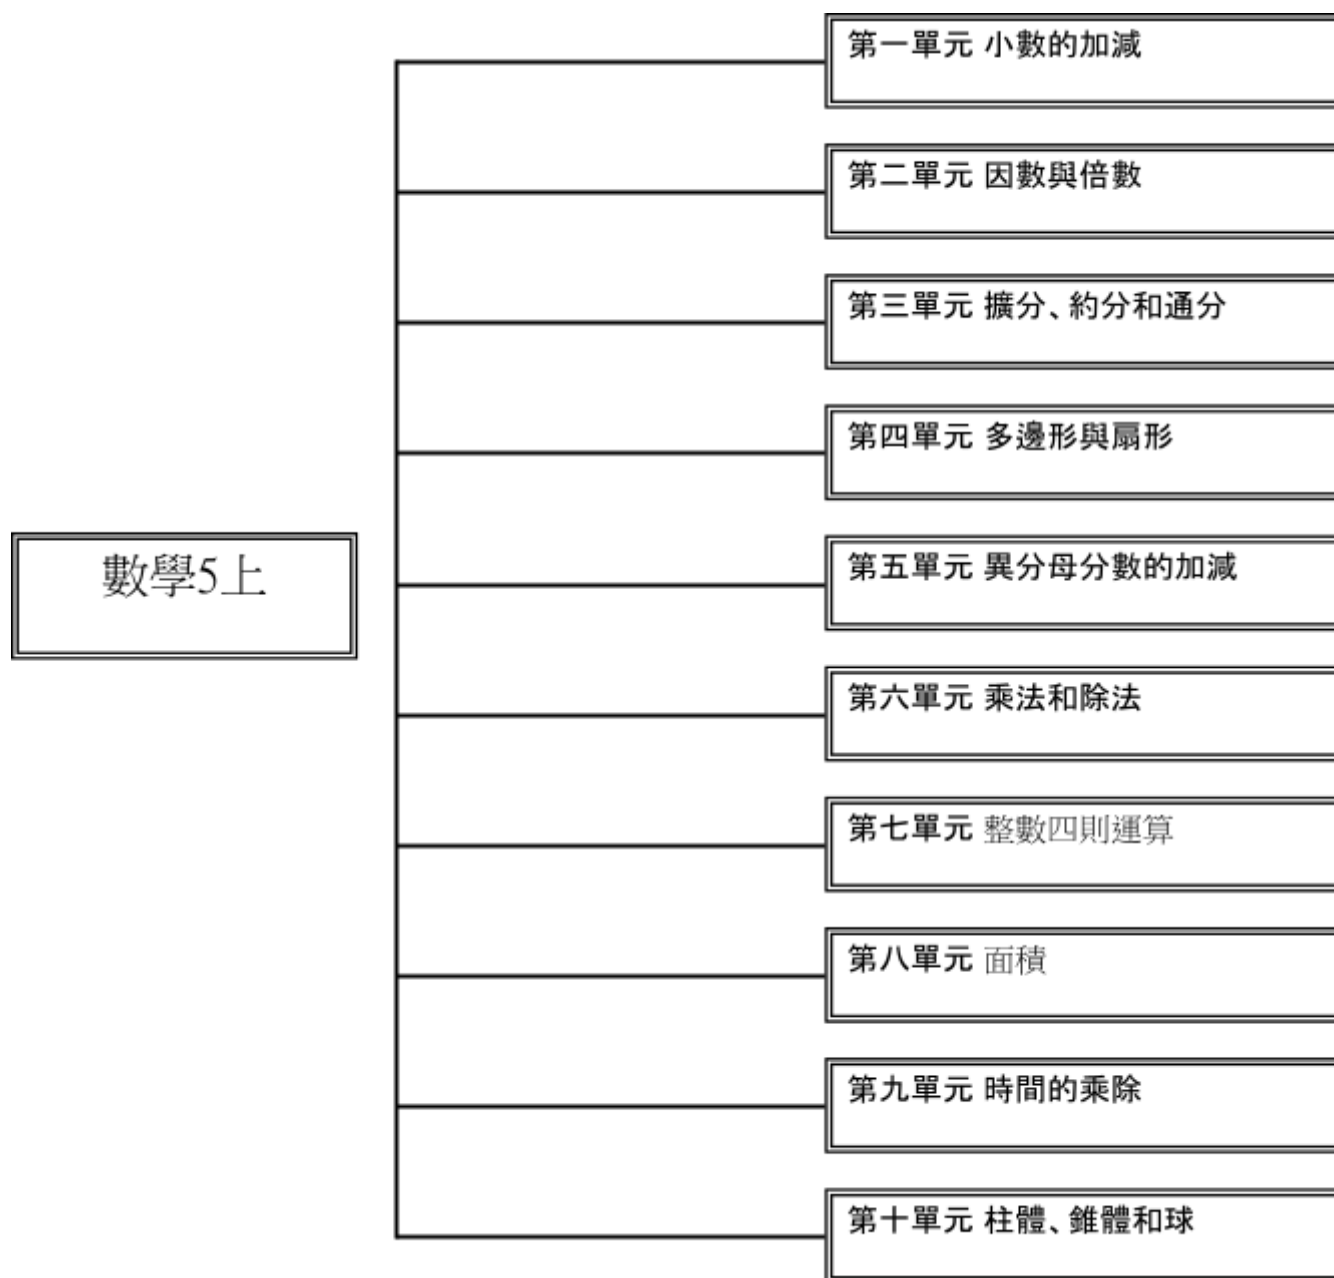 第一單元 小數的加減
第二單元 因數與倍數
第三單元 擴分、約分和通分
第四單元 多邊形與扇形
數學5上
第五單元 異分母分數的加減
第六單元 乘法和除法
第七單元 整數四則運算
第八單元 面積
第九單元 時間的乘除
第十單元 柱體、錐體和球